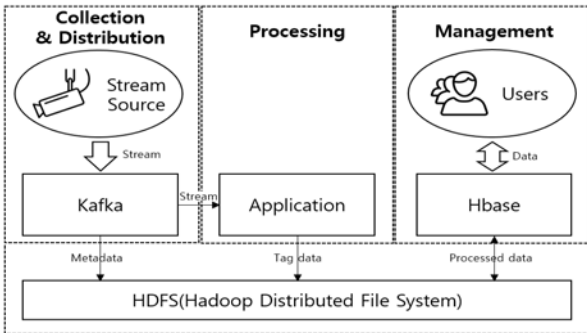 Collection
& Distribution
Processing
Management
Stream
Source
Users
Stream
Data
Kafka
Stream
Application
Hbase
Metadata
Tag data
Processed data
HDFS(Hadoop Distributed File System)